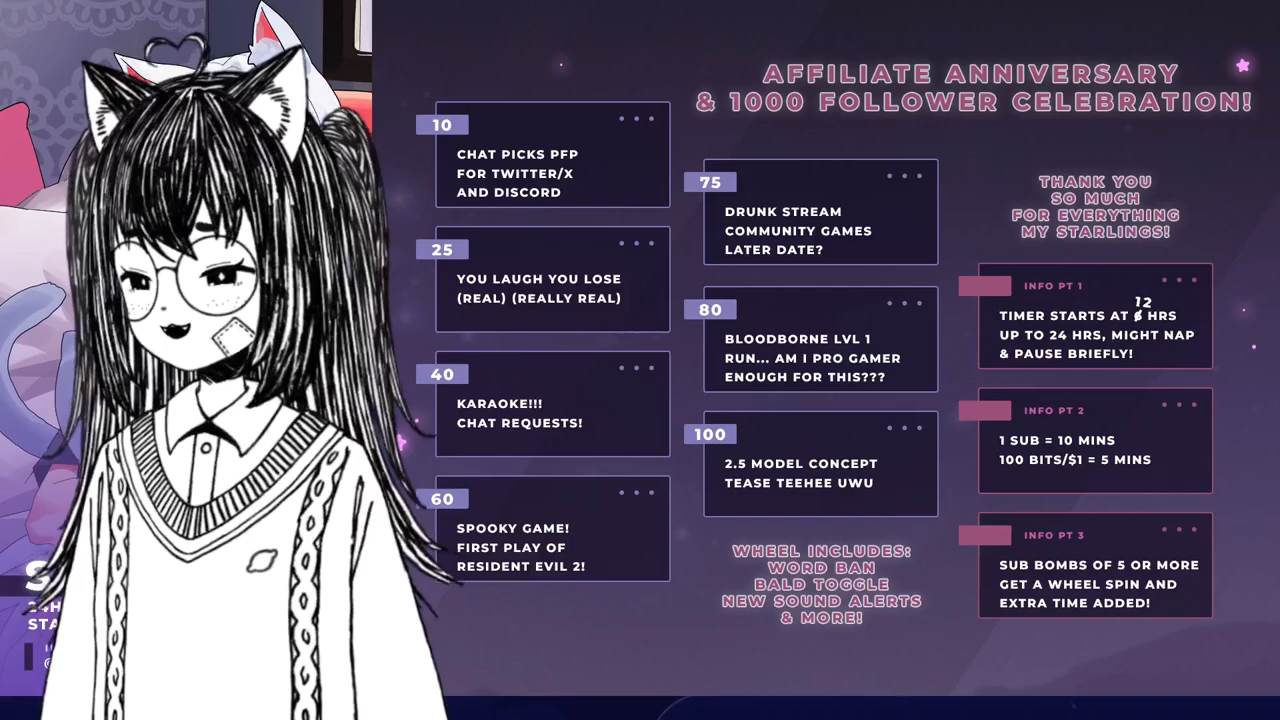 AFFILIATE ANNIVERSARY
& 1000 FOLLOWER CELEBRATION!
10
CHAT PICKS PFP
FOR TWITTER/X
AND DISCORD
25
YOU LAUGH YOU LOSE
(REAL) (REALLY REAL)
40
KARAOKE!!!
CHAT REQUESTS!
60
SPOOKY GAME!
FIRST PLAY OF
RESIDENT EVIL 2!
75
DRUNK STREAM
COMMUNITY GAMES
LATER DATE?
80
BLOODBORNE LVL 1
RUN... AM I PRO GAMER
ENOUGH FOR THIS???
100
2.5 MODEL CONCEPT
TEASE TEEHEE UWU
WHEEL INCLUDES:
WORD BAN
BALD TOGGLE
NEW SOUND ALERTS
& MORE!
THANK YOU
SO MUCH
FOR EVERYTHING
MY STARLINGS!
INFO PT 1
12
TIMER STARTS AT 6 HRS
UP TO 24 HRS, MIGHT NAP
& PAUSE BRIEFLY!
INFO PT 2
1 SUB = 10 MINS
100 BITS/$1 = 5 MINS
INFO PT 3
SUB BOMBS OF 5 OR MORE
GET A WHEEL SPIN AND
EXTRA TIME ADDED!
S
24H
STA